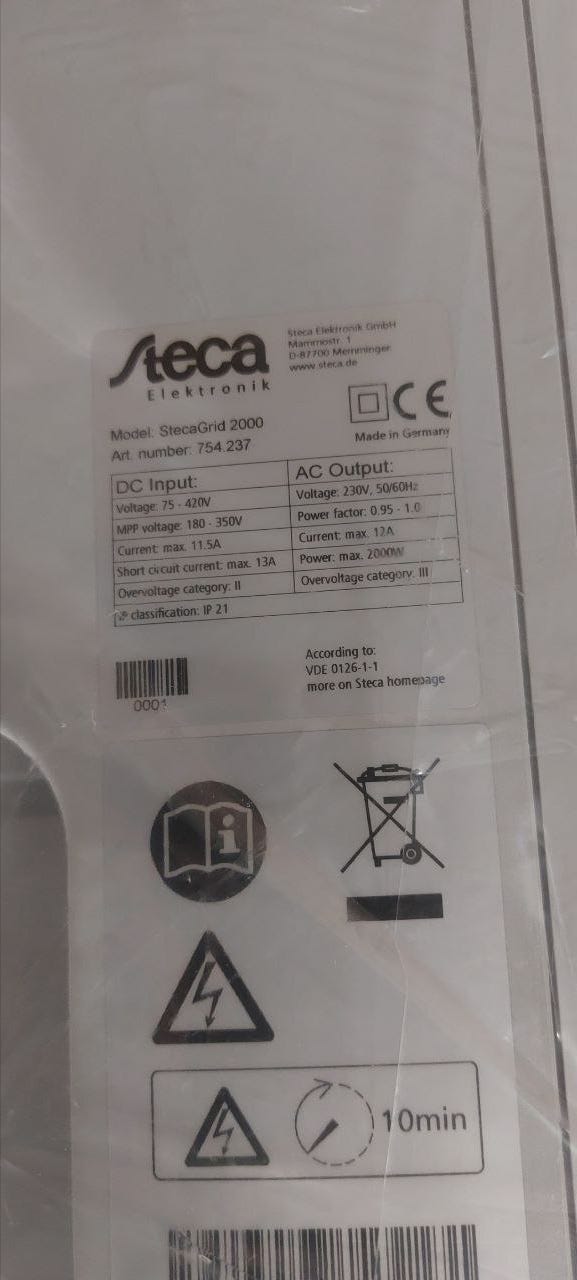 Steca
Elektronik
Steca Elektronik GmbH
Mammostr. 1
D-87700 Memminger
www.steca.de
CE
Made in Germany
Model: StecaGrid 2000
Art. number: 754.237
DC Input:
Voltage: 75 - 420V
MPP voltage: 180 - 350V
Current: max. 11.5A
Short circuit current: max. 13A
Overvoltage category: II
AC Output:
Voltage: 230V, 50/60Hz
Power factor: 0.95 - 1.0
Current: max. 12A
Power: max. 2000W
Overvoltage category: III
IP classification: IP 21
0001
According to:
VDE 0126-1-1
more on Steca homepage
i
10min